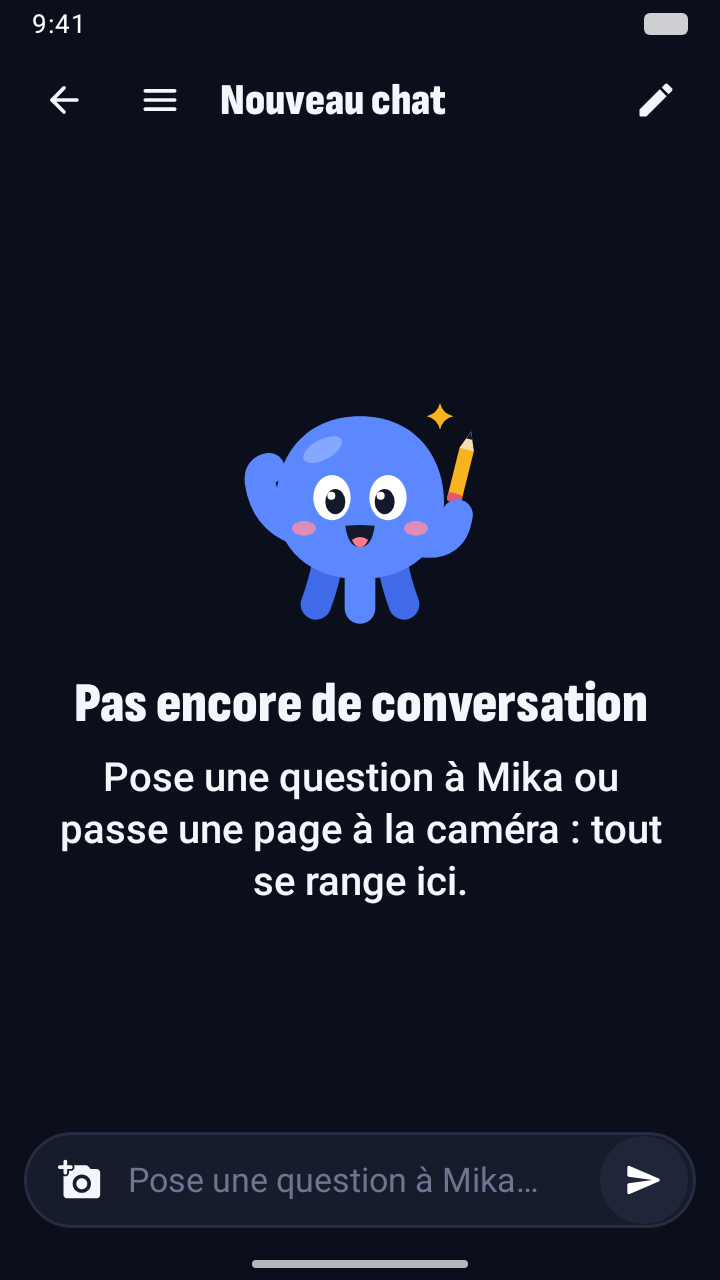 9:41
Nouveau chat
Pas encore de conversation
Pose une question à Mika ou
passe une page à la caméra : tout
se range ici.
Pose une question à Mika…